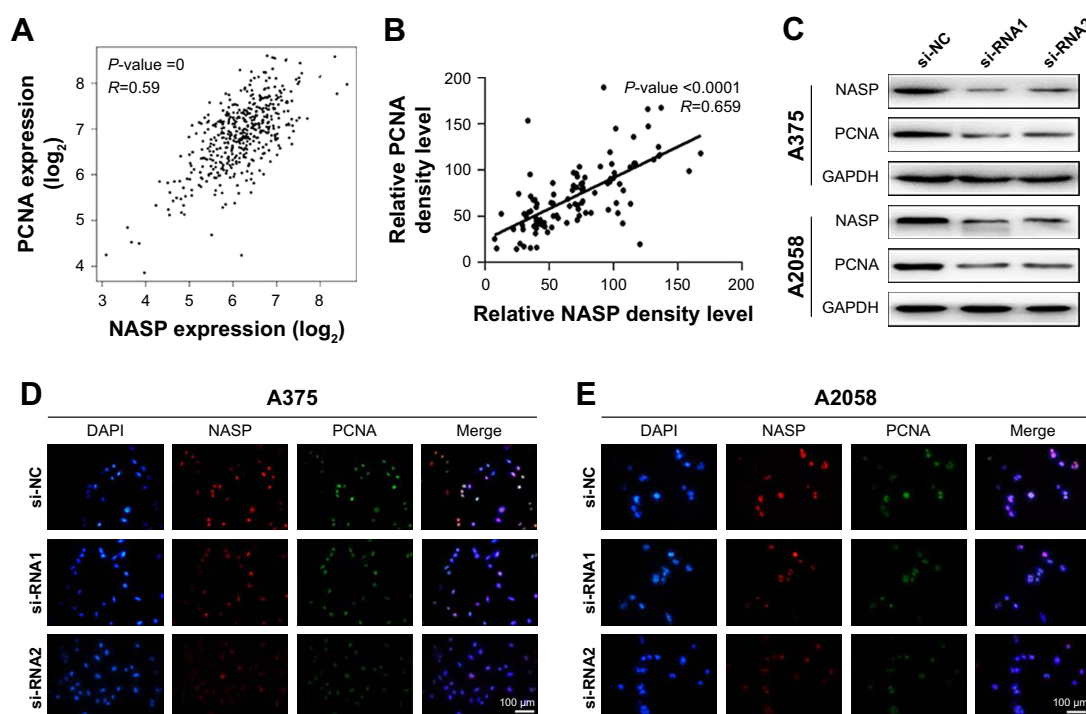 A
P-value =0
R=0.59
PCNA expression
(log2)
8
7
6
5
4
3 4 5 6 7 8
NASP expression (log2)
B
P-value <0.0001
R=0.659
Relative PCNA
density level
200
150
100
50
0
0 50 100 150 200
Relative NASP density level
C
si-NC si-RNA1
A375
NASP
PCNA
GAPDH
A2058
NASP
PCNA
GAPDH
D
A375
DAPI NASP PCNA Merge
si-NC
si-RNA1
si-RNA2
100 µm
E
A2058
DAPI NASP PCNA Merge
si-NC
si-RNA1
si-RNA2
100 µm